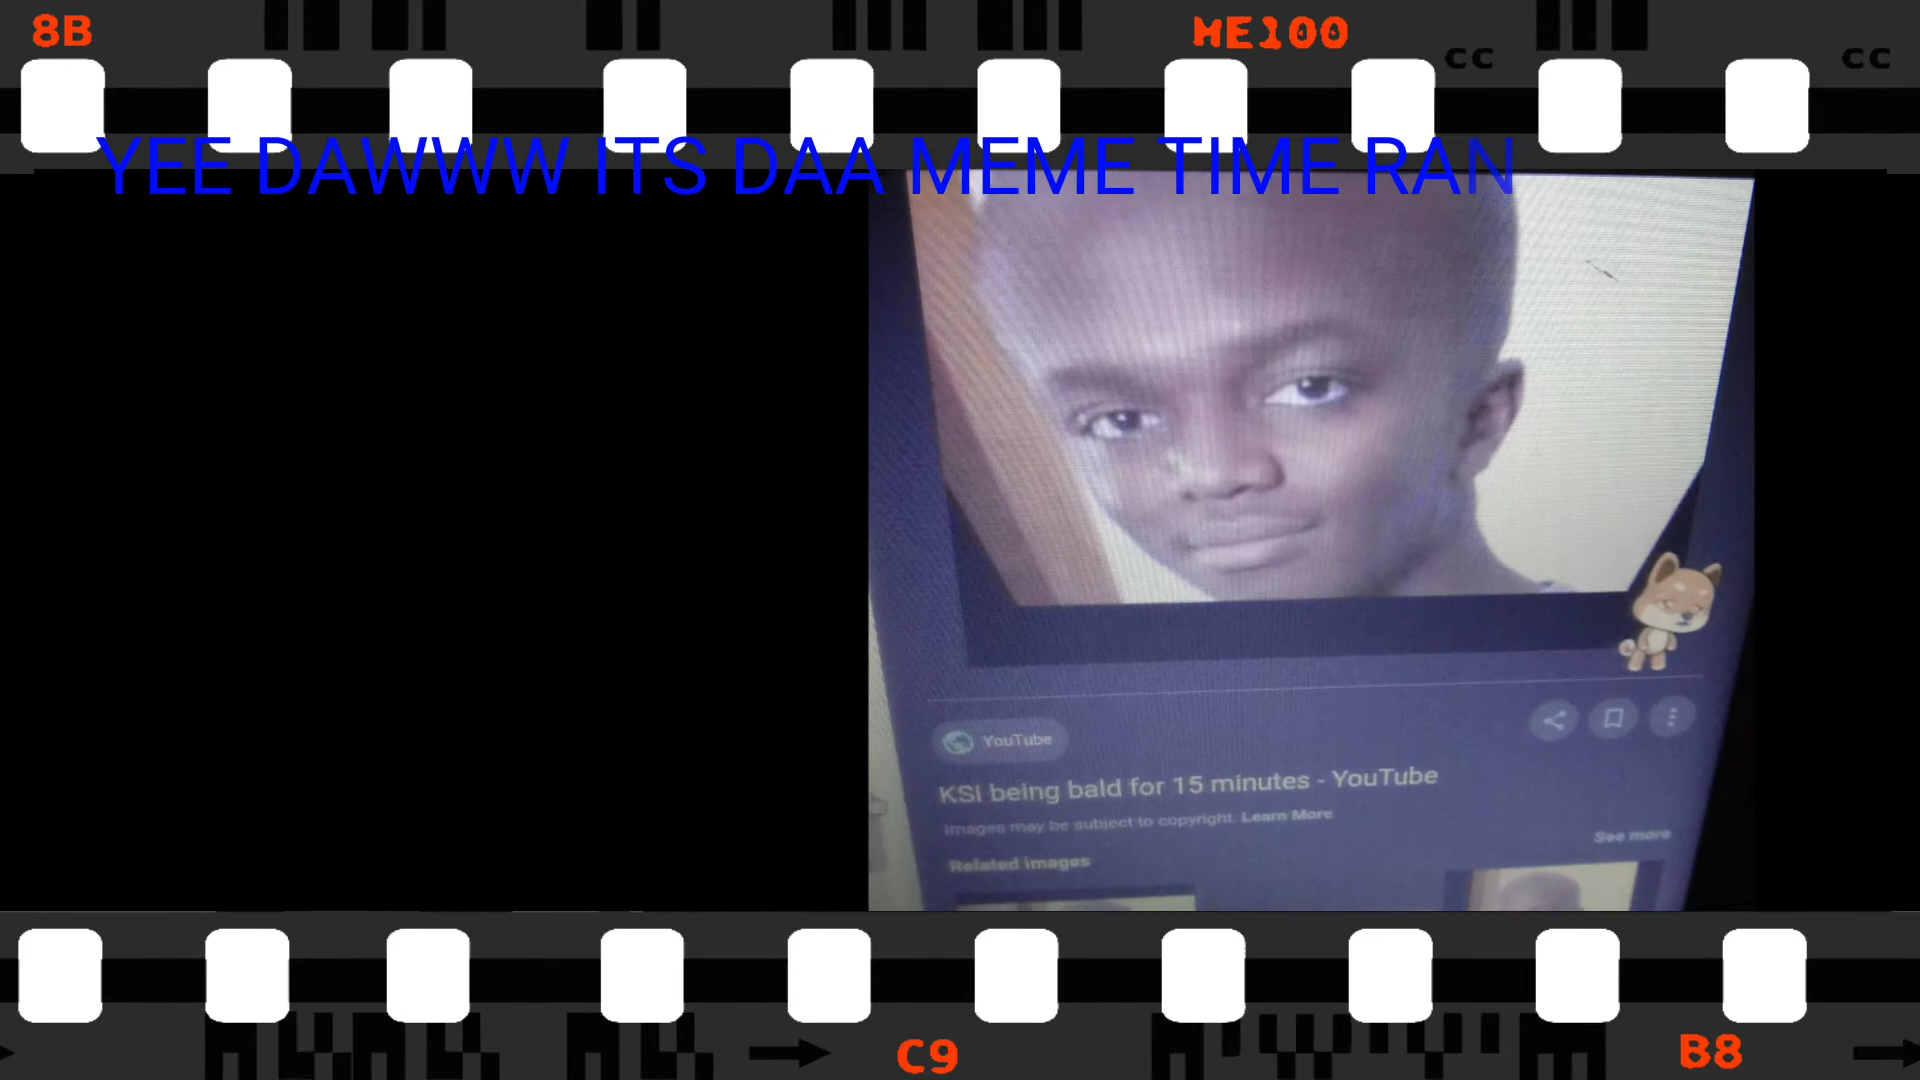 8B
ME100
cc
cc
YEE DAWWW ITS DAA MEME TIME RAN
YouTube
KSI being bald for 15 minutes - YouTube
Images may be subject to copyright. Learn More
See more
Related images
C9
B8